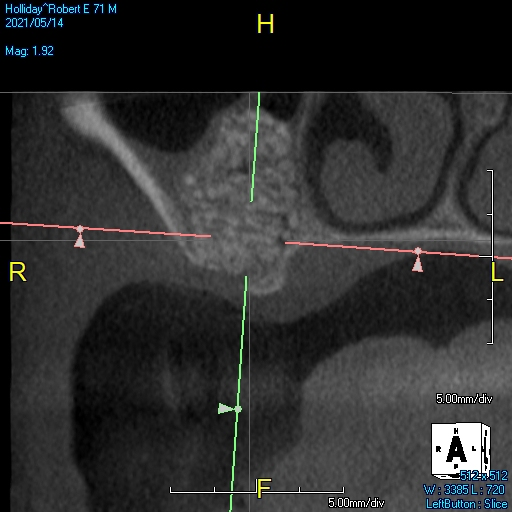 Holliday^Robert E 71 M
2021/05/14
Mag: 1.92
H
R
L
5.00mm/div
A
R
L
512 x 512
W : 3385 L : 720
LeftButton : Slice
F
5.00mm/div